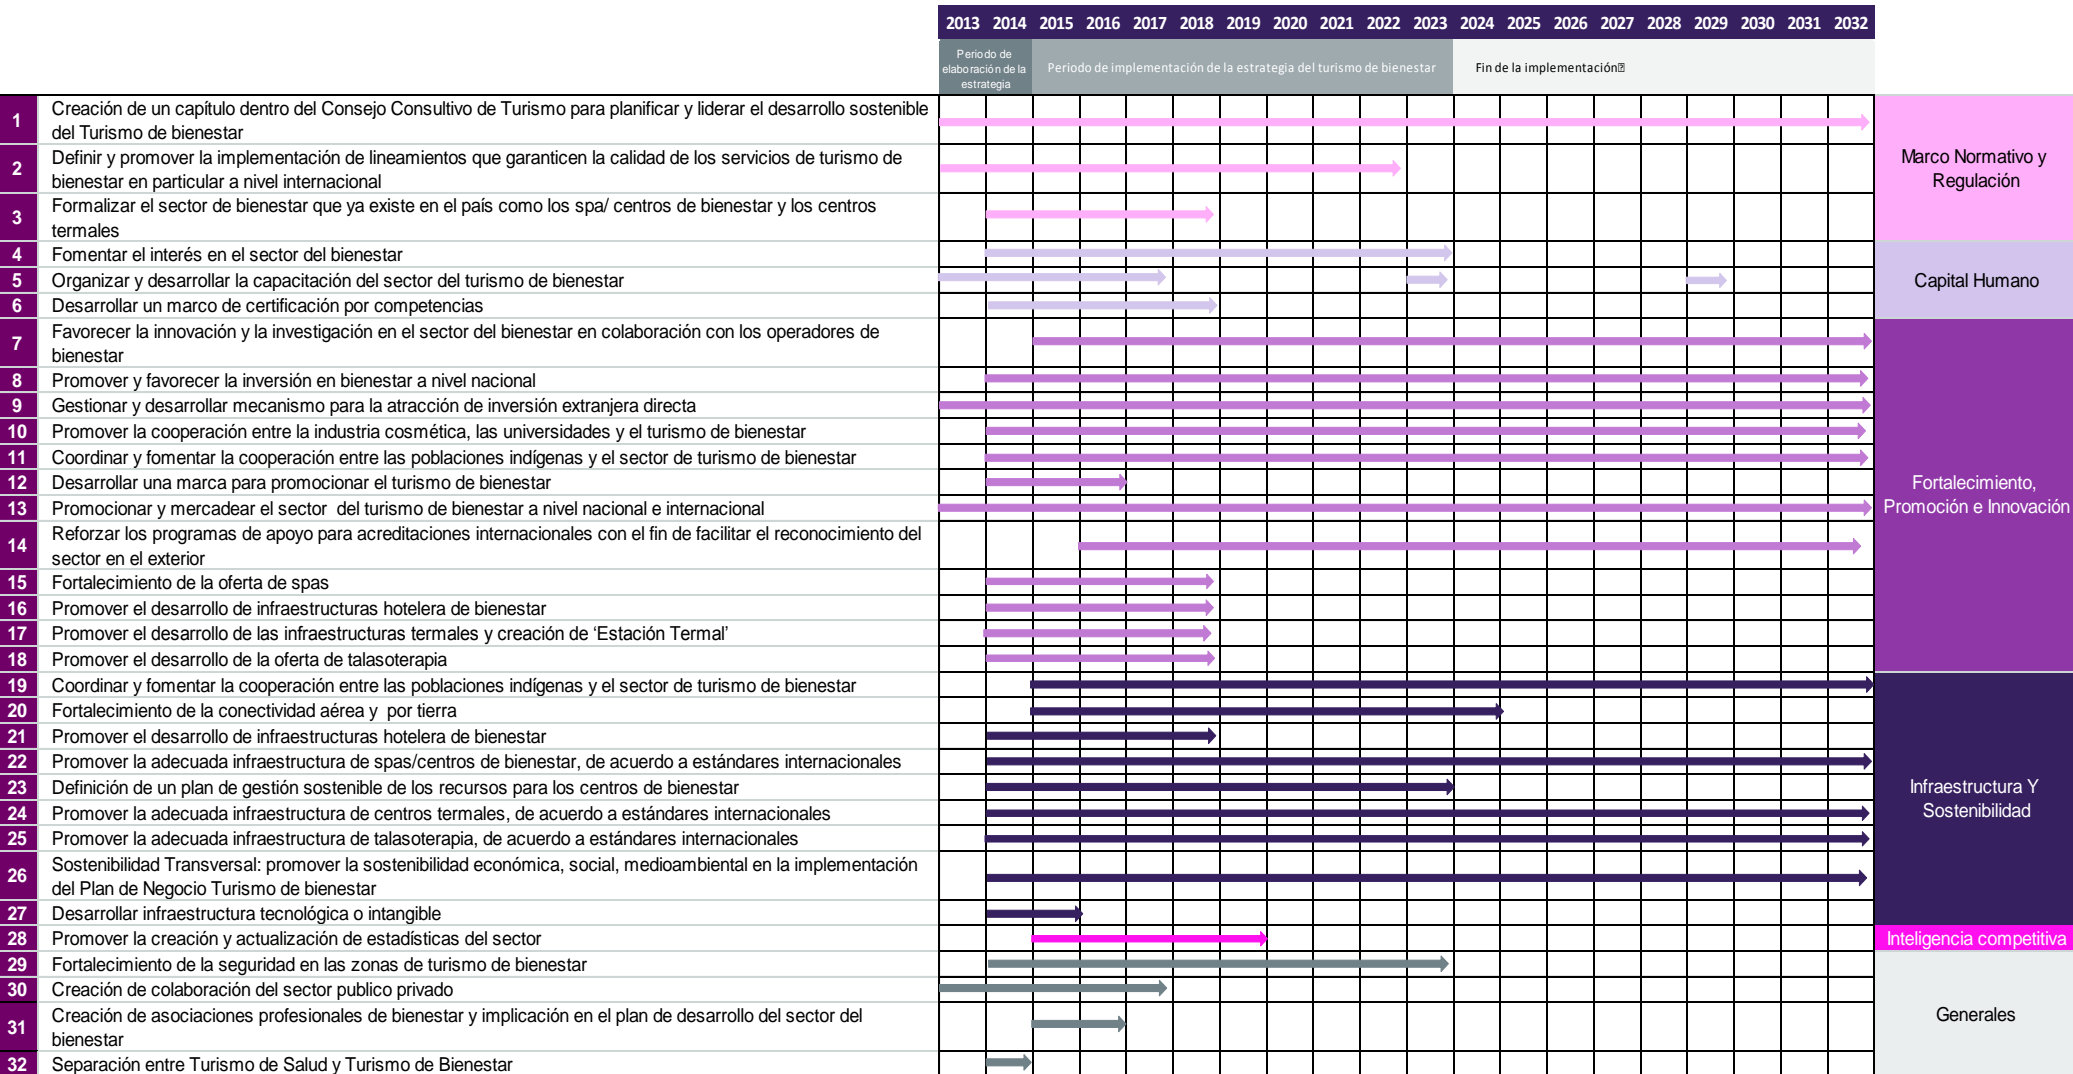 2013 2014 2015 2016 2017 2018 2019 2020 2021 2022 2023 2024 2025 2026 2027 2028 2029 2030 2031 2032
Periodo de
elaboración de la
estrategia
Periodo de implementación de la estrategia del turismo de bienestar
Fin de la implementación
1 Creación de un capítulo dentro del Consejo Consultivo de Turismo para planificar y liderar el desarrollo sostenible
del Turismo de bienestar
2 Definir y promover la implementación de lineamientos que garanticen la calidad de los servicios de turismo de
bienestar en particular a nivel internacional
3 Formalizar el sector de bienestar que ya existe en el país como los spa/ centros de bienestar y los centros
termales
Marco Normativo y
Regulación
4 Fomentar el interés en el sector del bienestar
5 Organizar y desarrollar la capacitación del sector del turismo de bienestar
6 Desarrollar un marco de certificación por competencias
Capital Humano
7 Favorecer la innovación y la investigación en el sector del bienestar en colaboración con los operadores de
bienestar
8 Promover y favorecer la inversión en bienestar a nivel nacional
9 Gestionar y desarrollar mecanismo para la atracción de inversión extranjera directa
10 Promover la cooperación entre la industria cosmética, las universidades y el turismo de bienestar
11 Coordinar y fomentar la cooperación entre las poblaciones indígenas y el sector de turismo de bienestar
12 Desarrollar una marca para promocionar el turismo de bienestar
13 Promocionar y mercadear el sector del turismo de bienestar a nivel nacional e internacional
14 Reforzar los programas de apoyo para acreditaciones internacionales con el fin de facilitar el reconocimiento del
sector en el exterior
15 Fortalecimiento de la oferta de spas
16 Promover el desarrollo de infraestructuras hotelera de bienestar
17 Promover el desarrollo de las infraestructuras termales y creación de ‘Estación Termal’
18 Promover el desarrollo de la oferta de talasoterapia
Fortalecimiento,
Promoción e Innovación
19 Coordinar y fomentar la cooperación entre las poblaciones indígenas y el sector de turismo de bienestar
20 Fortalecimiento de la conectividad aérea y por tierra
21 Promover el desarrollo de infraestructuras hotelera de bienestar
22 Promover la adecuada infraestructura de spas/centros de bienestar, de acuerdo a estándares internacionales
23 Definición de un plan de gestión sostenible de los recursos para los centros de bienestar
24 Promover la adecuada infraestructura de centros termales, de acuerdo a estándares internacionales
25 Promover la adecuada infraestructura de talasoterapia, de acuerdo a estándares internacionales
26 Sostenibilidad Transversal: promover la sostenibilidad económica, social, medioambiental en la implementación
del Plan de Negocio Turismo de bienestar
27 Desarrollar infraestructura tecnológica o intangible
Infraestructura Y
Sostenibilidad
28 Promover la creación y actualización de estadísticas del sector
Inteligencia competitiva
29 Fortalecimiento de la seguridad en las zonas de turismo de bienestar
30 Creación de colaboración del sector publico privado
31 Creación de asociaciones profesionales de bienestar y implicación en el plan de desarrollo del sector del
bienestar
32 Separación entre Turismo de Salud y Turismo de Bienestar
Generales